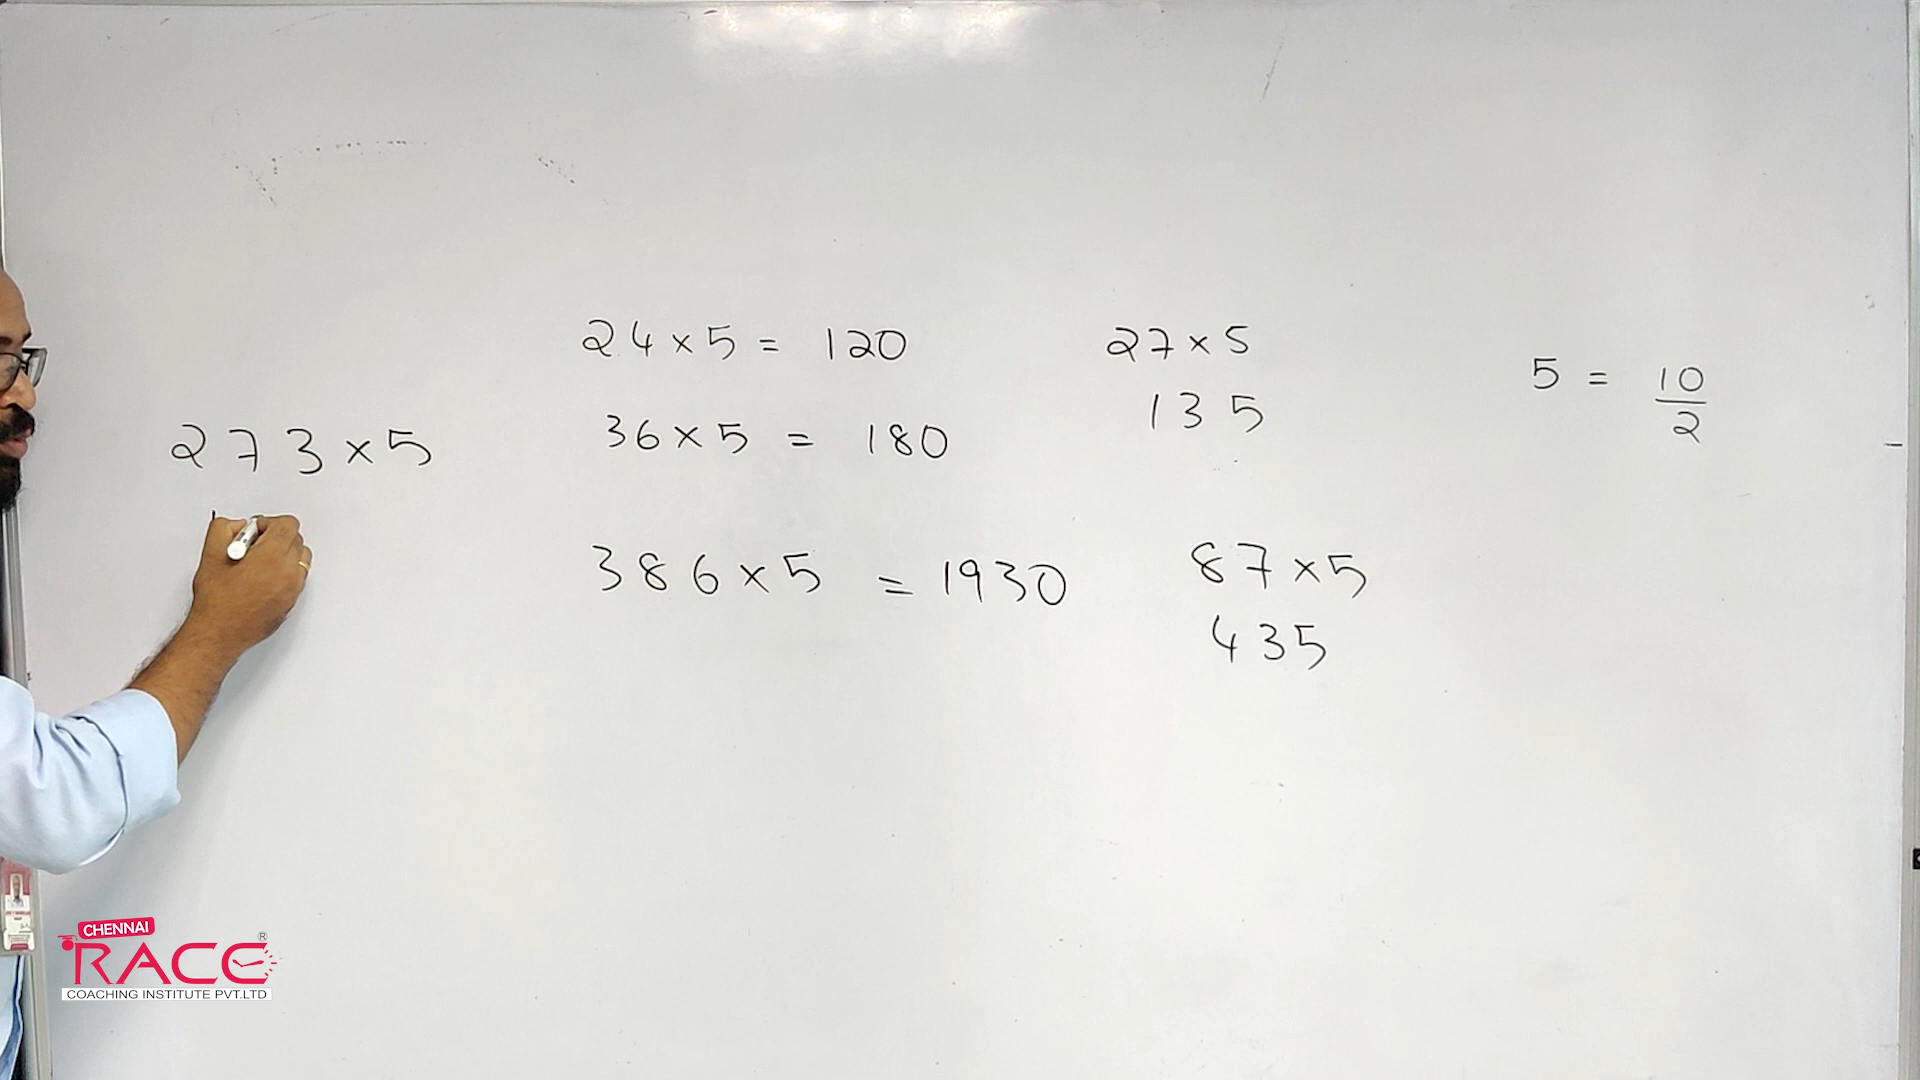 24×5 = 120
27×5
5 = 10/2
135
36×5 = 180
273×5
386×5 = 1930
87×5
435
CHENNAI
RACE®
COACHING INSTITUTE PVT.LTD